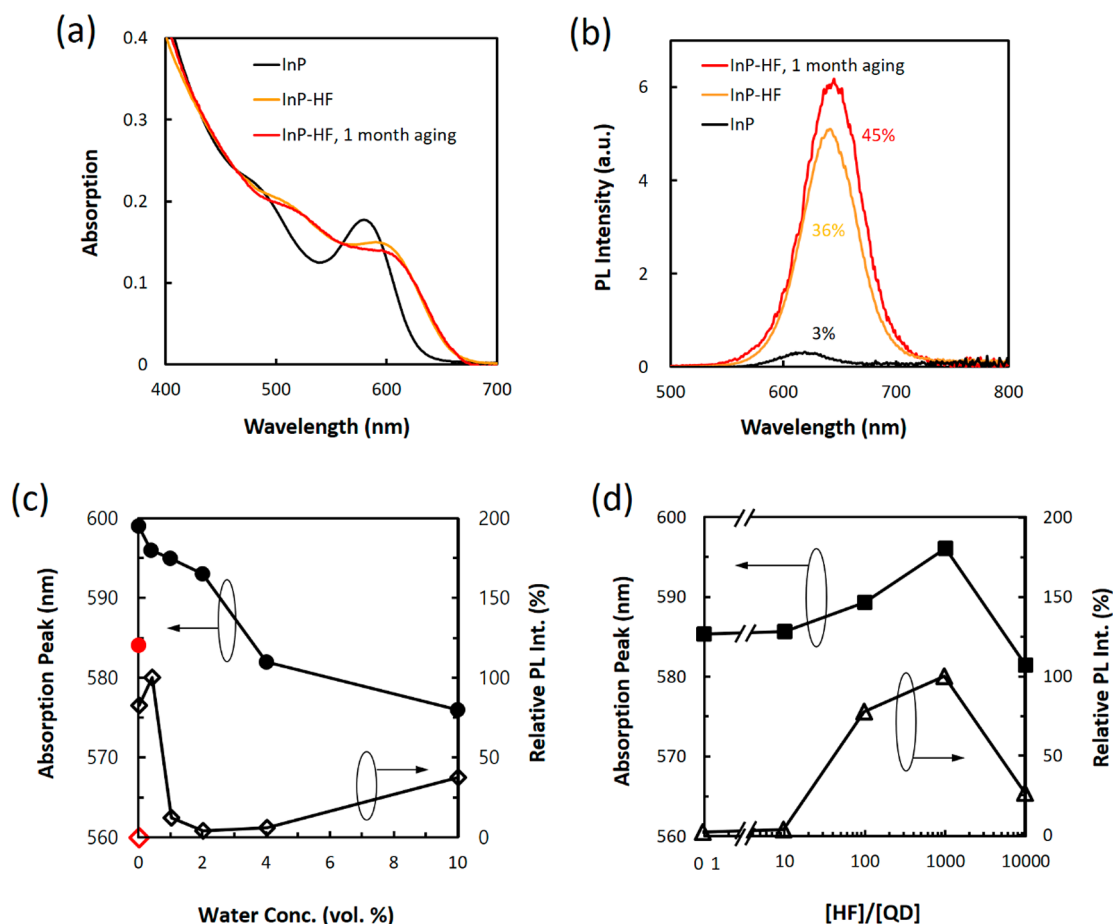 (a)
0.4
0.3
0.2
0.1
0
Absorption
InP
InP-HF
InP-HF, 1 month aging
400
500
600
700
Wavelength (nm)
(b)
6
4
2
0
PL Intensity (a.u.)
InP-HF, 1 month aging
InP-HF
InP
45%
36%
3%
500
600
700
800
Wavelength (nm)
(c)
600
590
580
570
560
Absorption Peak (nm)
200
150
100
50
0
Relative PL Int. (%)
0
2
4
6
8
10
Water Conc. (vol. %)
(d)
600
590
580
570
560
Absorption Peak (nm)
200
150
100
50
0
Relative PL Int. (%)
0 1
10
100
1000
10000
[HF]/[QD]